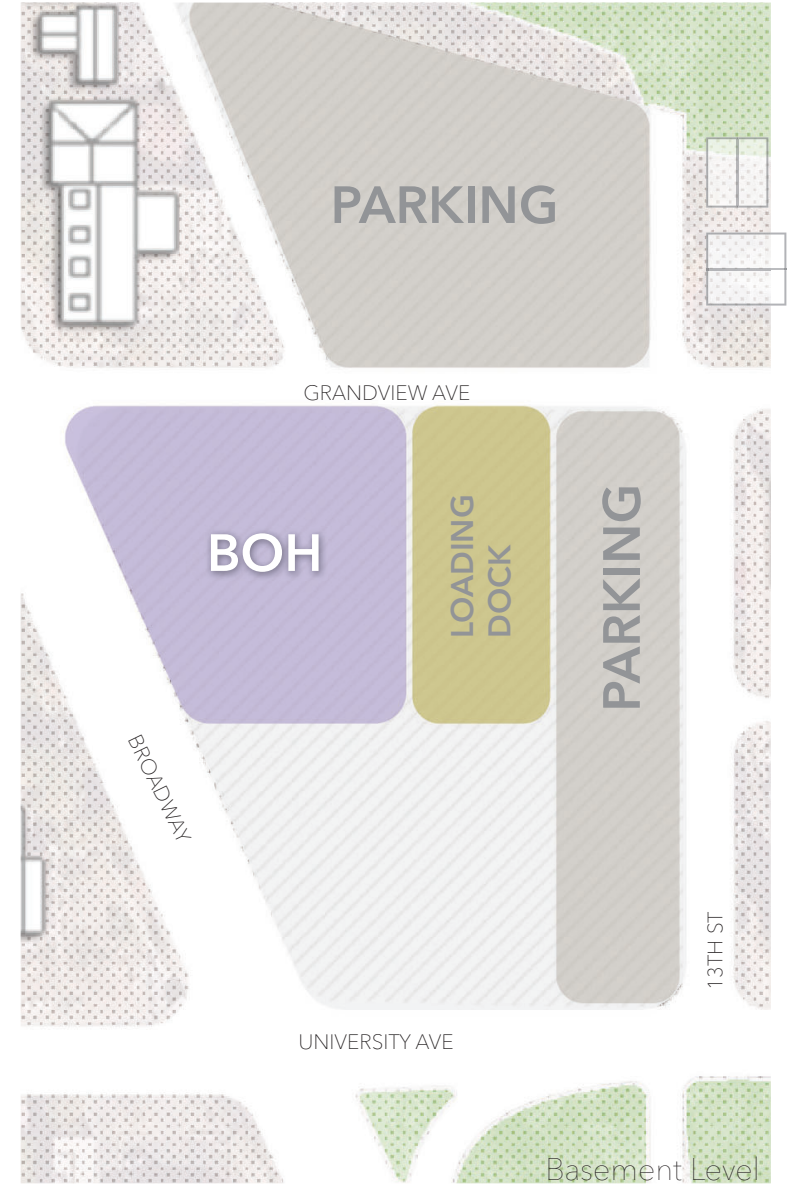 PARKING
GRANDVIEW AVE
BOH
LOADING
DOCK
PARKING
BROADWAY
13TH ST
UNIVERSITY AVE
Basement Level